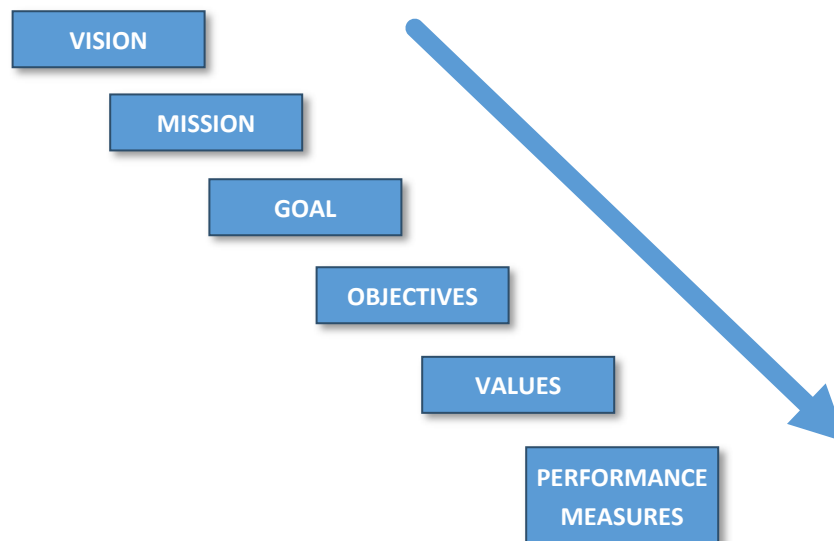 VISION
MISSION
GOAL
OBJECTIVES
VALUES
PERFORMANCE
MEASURES